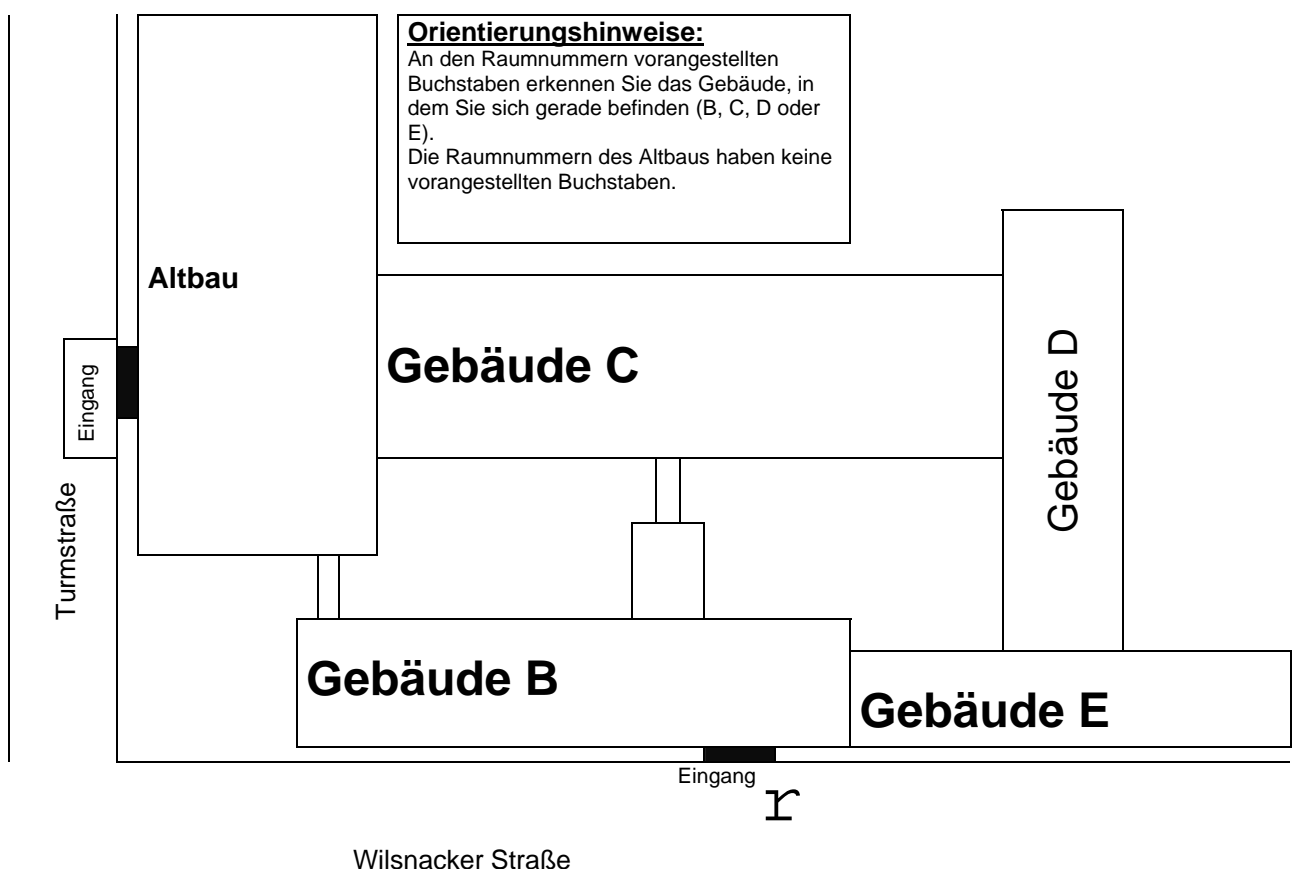 Orientierungshinweise:
An den Raumnummern vorangestellten
Buchstaben erkennen Sie das Gebäude, in
dem Sie sich gerade befinden (B, C, D oder
E).
Die Raumnummern des Altbaus haben keine
vorangestellten Buchstaben.
Altbau
Gebäude C
Gebäude D
Eingang
Turmstraße
Gebäude B
Gebäude E
Eingang
r
Wilsnacker Straße